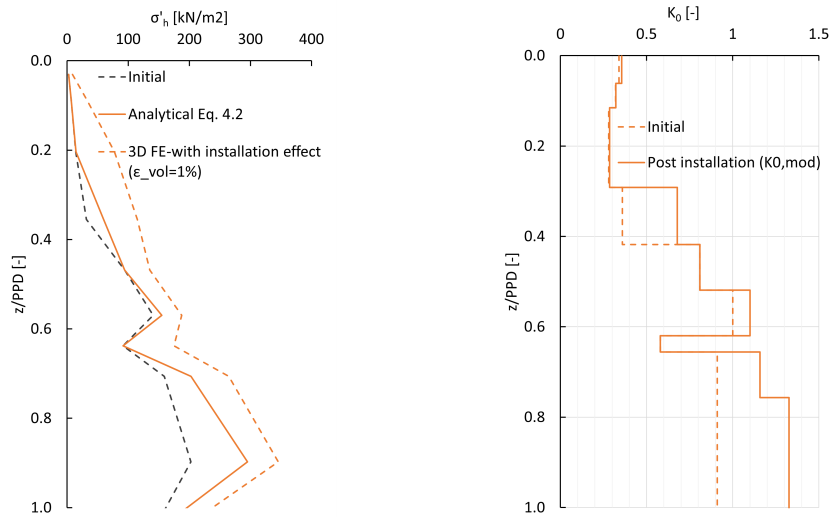 σ'h [kN/m2]
0 100 200 300 400
0.0
0.2
0.4
0.6
0.8
1.0
z/PPD [-]
Initial
Analytical Eq. 4.2
3D FE-with installation effect
(ε_vol=1%)
K0 [-]
0 0.5 1 1.5
0.0
0.2
0.4
0.6
0.8
1.0
z/PPD [-]
Initial
Post installation (K0,mod)